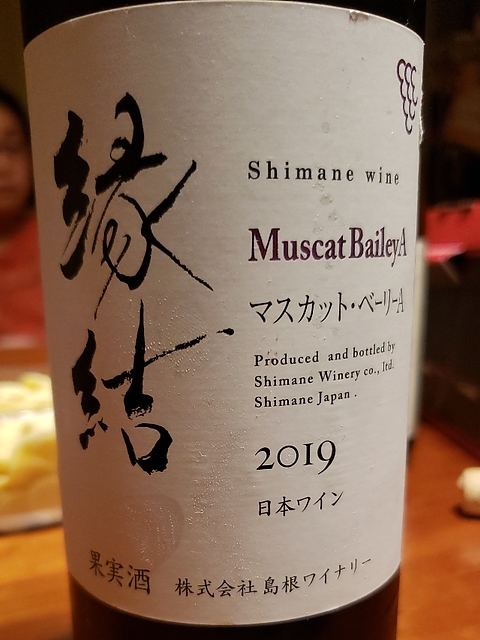 縁結
Shimane wine
Muscat Bailey A
マスカット・ベーリーA
Produced and bottled by
Shimane Winery co., ltd.
Shimane Japan .
2019
日本ワイン
果実酒 株式会社 島根ワイナリー